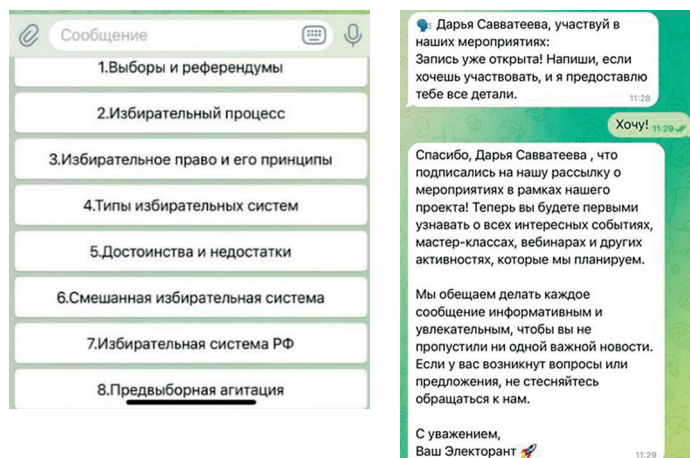 Сообщение
1.Выборы и референдумы
2.Избирательный процесс
3.Избирательное право и его принципы
4.Типы избирательных систем
5.Достоинства и недостатки
6.Смешанная избирательная система
7.Избирательная система РФ
8.Предвыборная агитация
🗣 Дарья Савватеева, участвуй в
наших мероприятиях:
Запись уже открыта! Напиши, если
хочешь участвовать, и я предоставлю
тебе все детали.
11:28
Хочу! 11:29
Спасибо, Дарья Савватеева , что
подписались на нашу рассылку о
мероприятиях в рамках нашего
проекта! Теперь вы будете первыми
узнавать о всех интересных событиях,
мастер-классах, вебинарах и других
активностях, которые мы планируем.
Мы обещаем делать каждое
сообщение информативным и
увлекательным, чтобы вы не
пропустили ни одной важной новости.
Если у вас возникнут вопросы или
предложения, не стесняйтесь
обращаться к нам.
С уважением,
Ваш Электорант 🚀
11:29